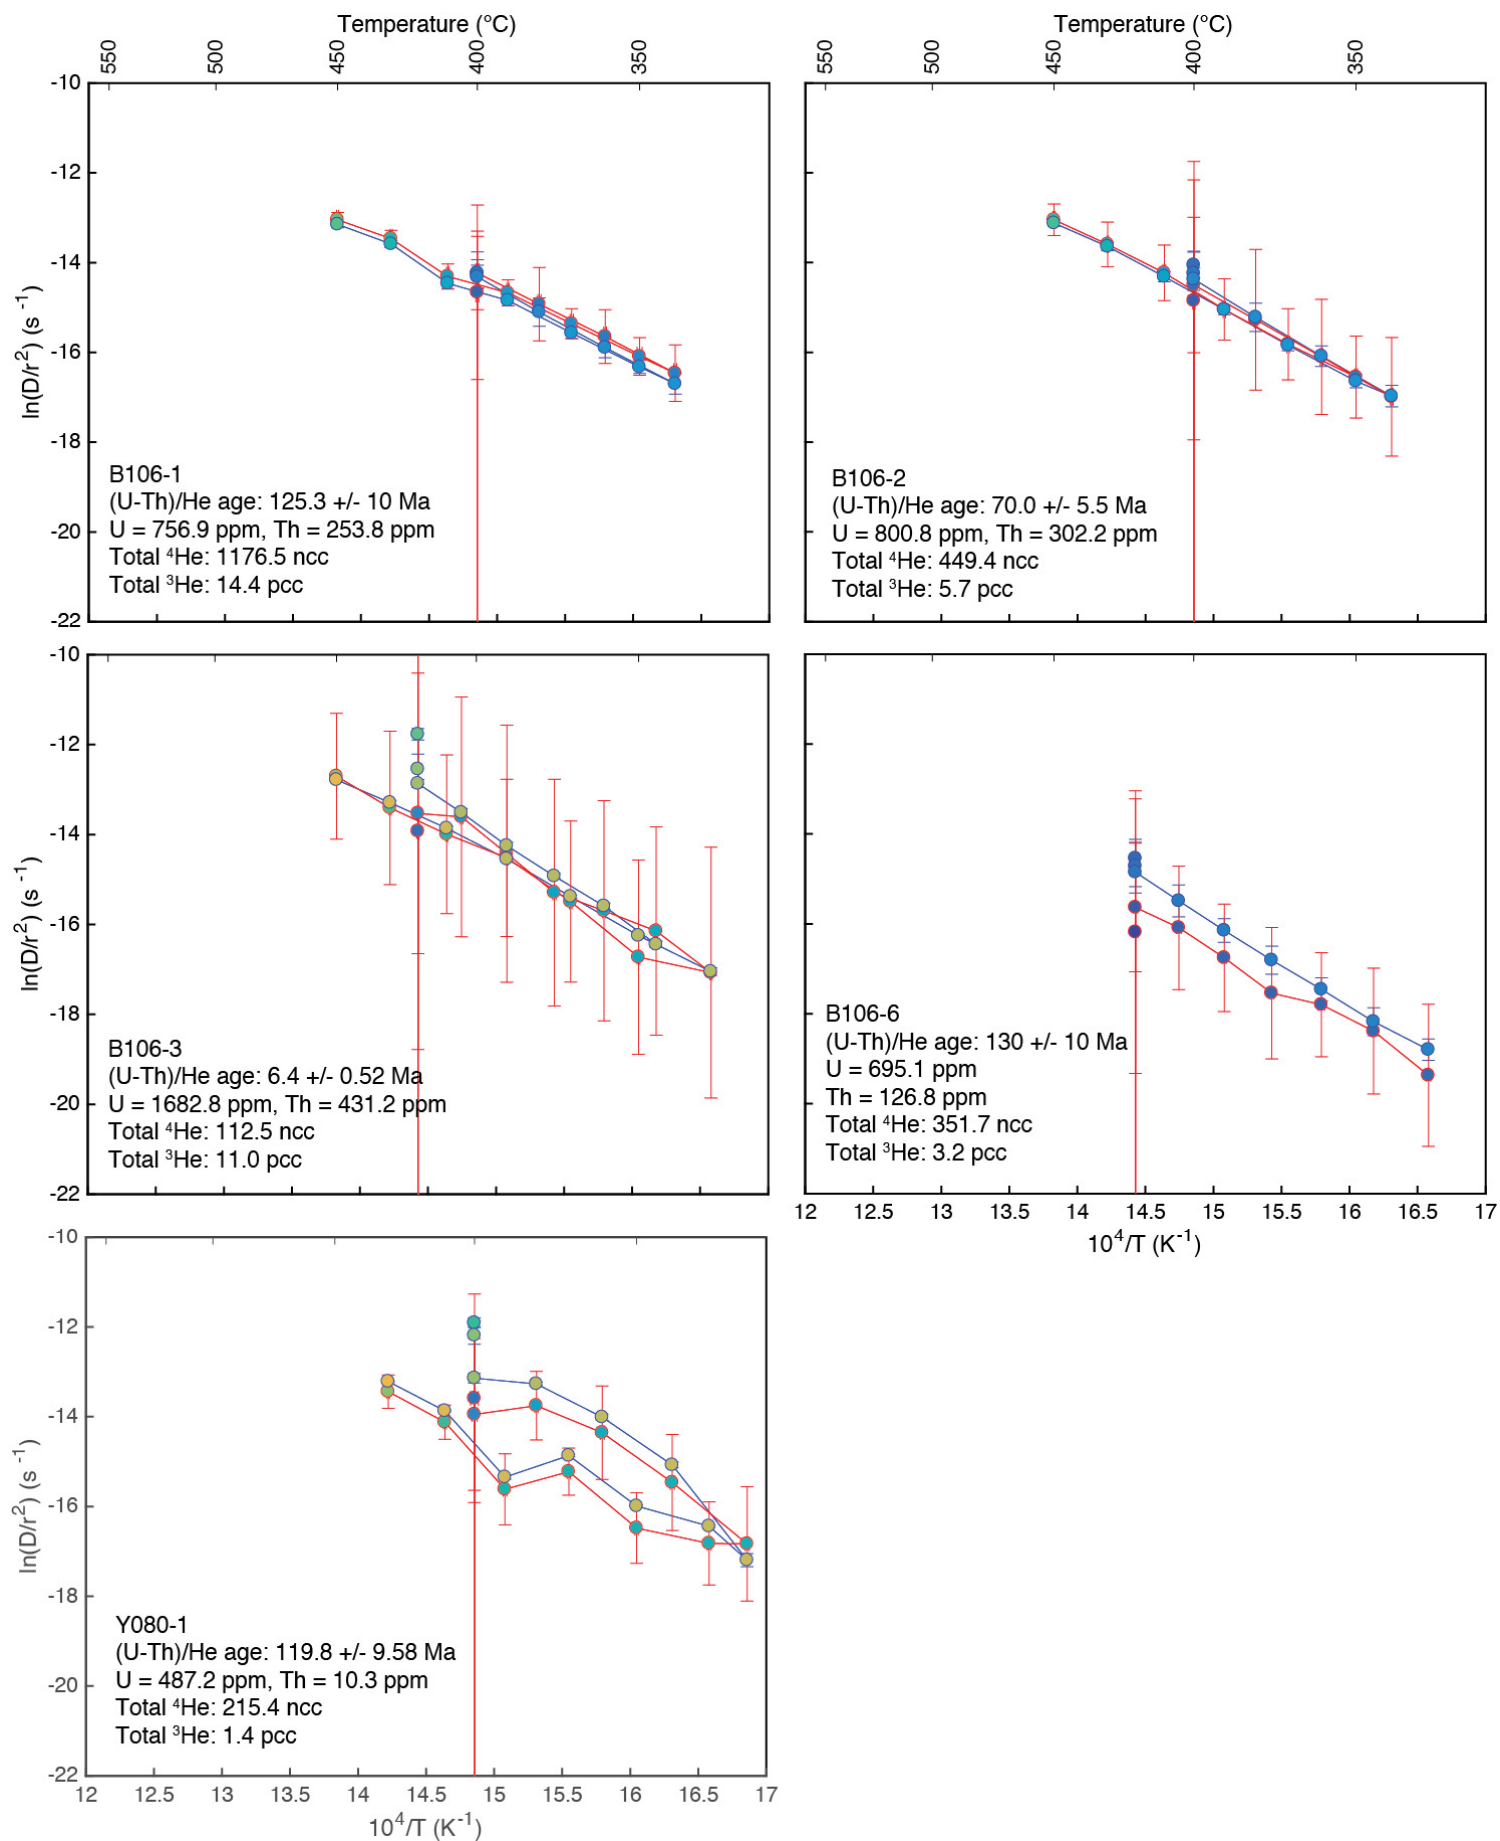 Temperature (°C)
550 500 450 400 350
-10
-12
-14
-16
-18
-20
-22
ln(D/r²) (s⁻¹)
B106-1
(U-Th)/He age: 125.3 +/- 10 Ma
U = 756.9 ppm, Th = 253.8 ppm
Total ⁴He: 1176.5 ncc
Total ³He: 14.4 pcc
Temperature (°C)
550 500 450 400 350
B106-2
(U-Th)/He age: 70.0 +/- 5.5 Ma
U = 800.8 ppm, Th = 302.2 ppm
Total ⁴He: 449.4 ncc
Total ³He: 5.7 pcc
-10
-12
-14
-16
-18
-20
-22
ln(D/r²) (s⁻¹)
B106-3
(U-Th)/He age: 6.4 +/- 0.52 Ma
U = 1682.8 ppm, Th = 431.2 ppm
Total ⁴He: 112.5 ncc
Total ³He: 11.0 pcc
B106-6
(U-Th)/He age: 130 +/- 10 Ma
U = 695.1 ppm
Th = 126.8 ppm
Total ⁴He: 351.7 ncc
Total ³He: 3.2 pcc
12 12.5 13 13.5 14 14.5 15 15.5 16 16.5 17
10⁴/T (K⁻¹)
-10
-12
-14
-16
-18
-20
-22
ln(D/r²) (s⁻¹)
Y080-1
(U-Th)/He age: 119.8 +/- 9.58 Ma
U = 487.2 ppm, Th = 10.3 ppm
Total ⁴He: 215.4 ncc
Total ³He: 1.4 pcc
12 12.5 13 13.5 14 14.5 15 15.5 16 16.5 17
10⁴/T (K⁻¹)